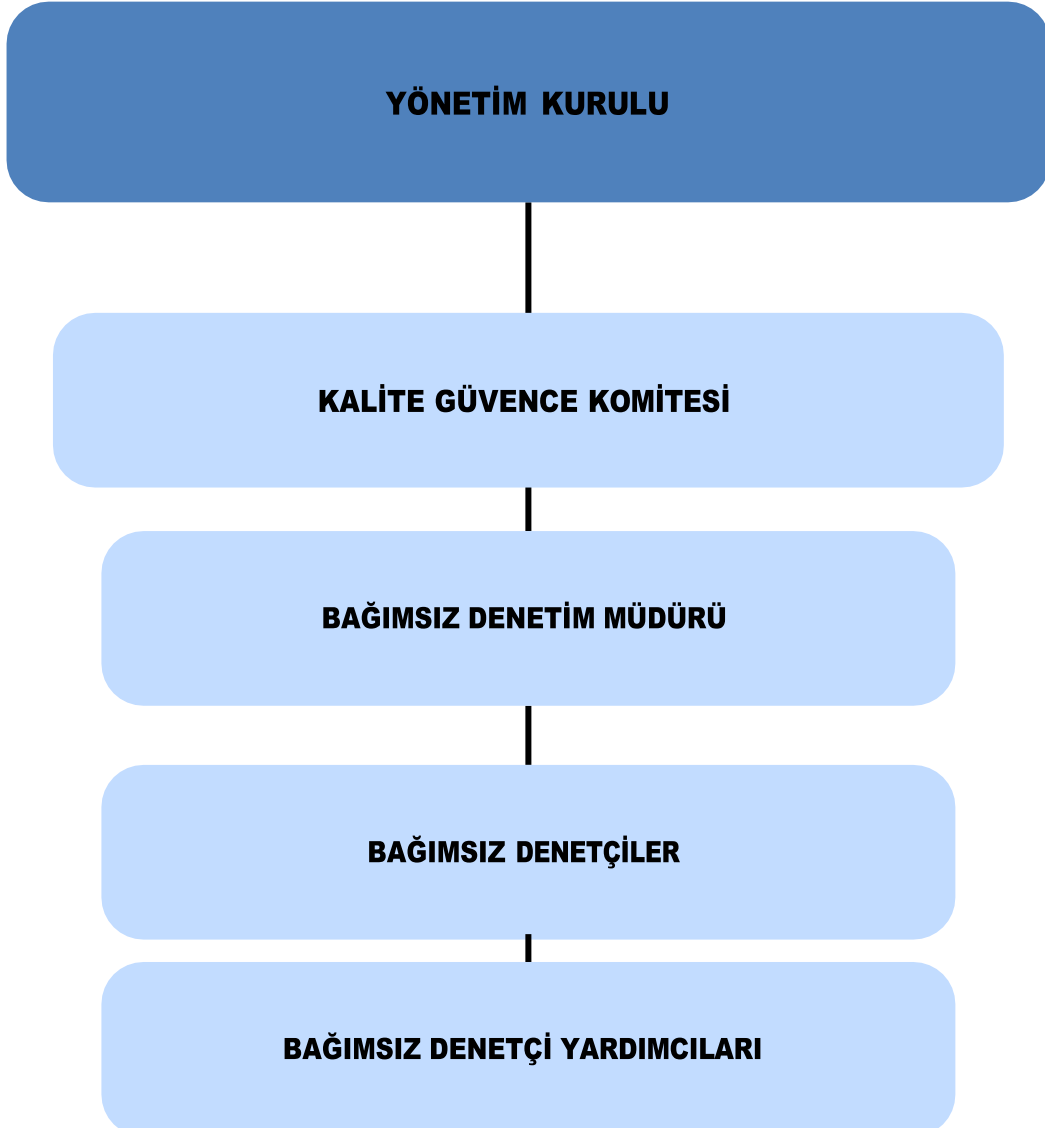 YÖNETİM KURULU
KALİTE GÜVENCE KOMİTESİ
BAĞIMSIZ DENETİM MÜDÜRÜ
BAĞIMSIZ DENETÇİLER
BAĞIMSIZ DENETÇİ YARDIMCILARI